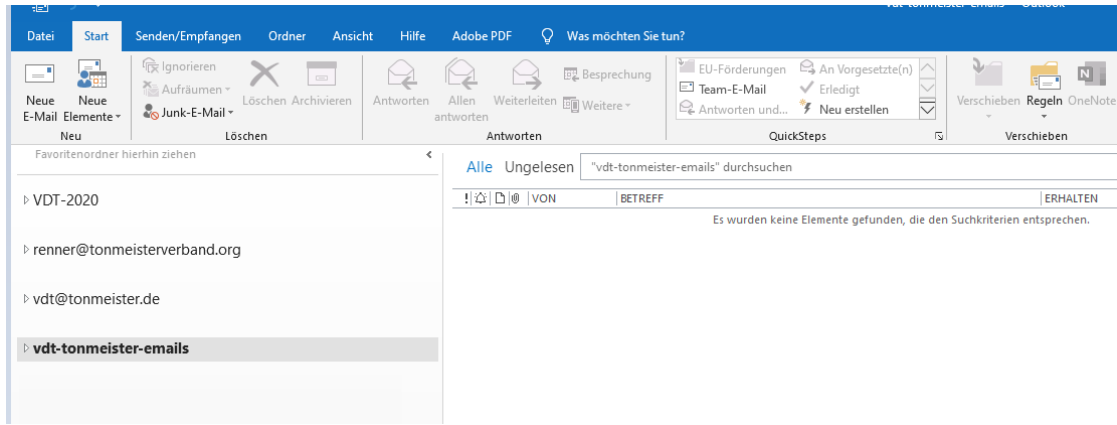 Datei Start Senden/Empfangen Ordner Ansicht Hilfe Adobe PDF Was möchten Sie tun?
Neue E-Mail
Neue Elemente
Ignorieren
Aufräumen
Junk-E-Mail
Löschen Archivieren
Antworten Allen antworten Weiterleiten
Besprechung
Weitere
EU-Förderungen An Vorgesetzte(n)
Team-E-Mail Erledigt
Antworten und... Neu erstellen
Verschieben Regeln OneNote
Neu Löschen Antworten QuickSteps Verschieben
Favoritenordner hierhin ziehen
VDT-2020
renner@tonmeisterverband.org
vdt@tonmeister.de
vdt-tonmeister-emails
Alle Ungelesen "vdt-tonmeister-emails" durchsuchen
VON BETREFF ERHALTEN
Es wurden keine Elemente gefunden, die den Suchkriterien entsprechen.